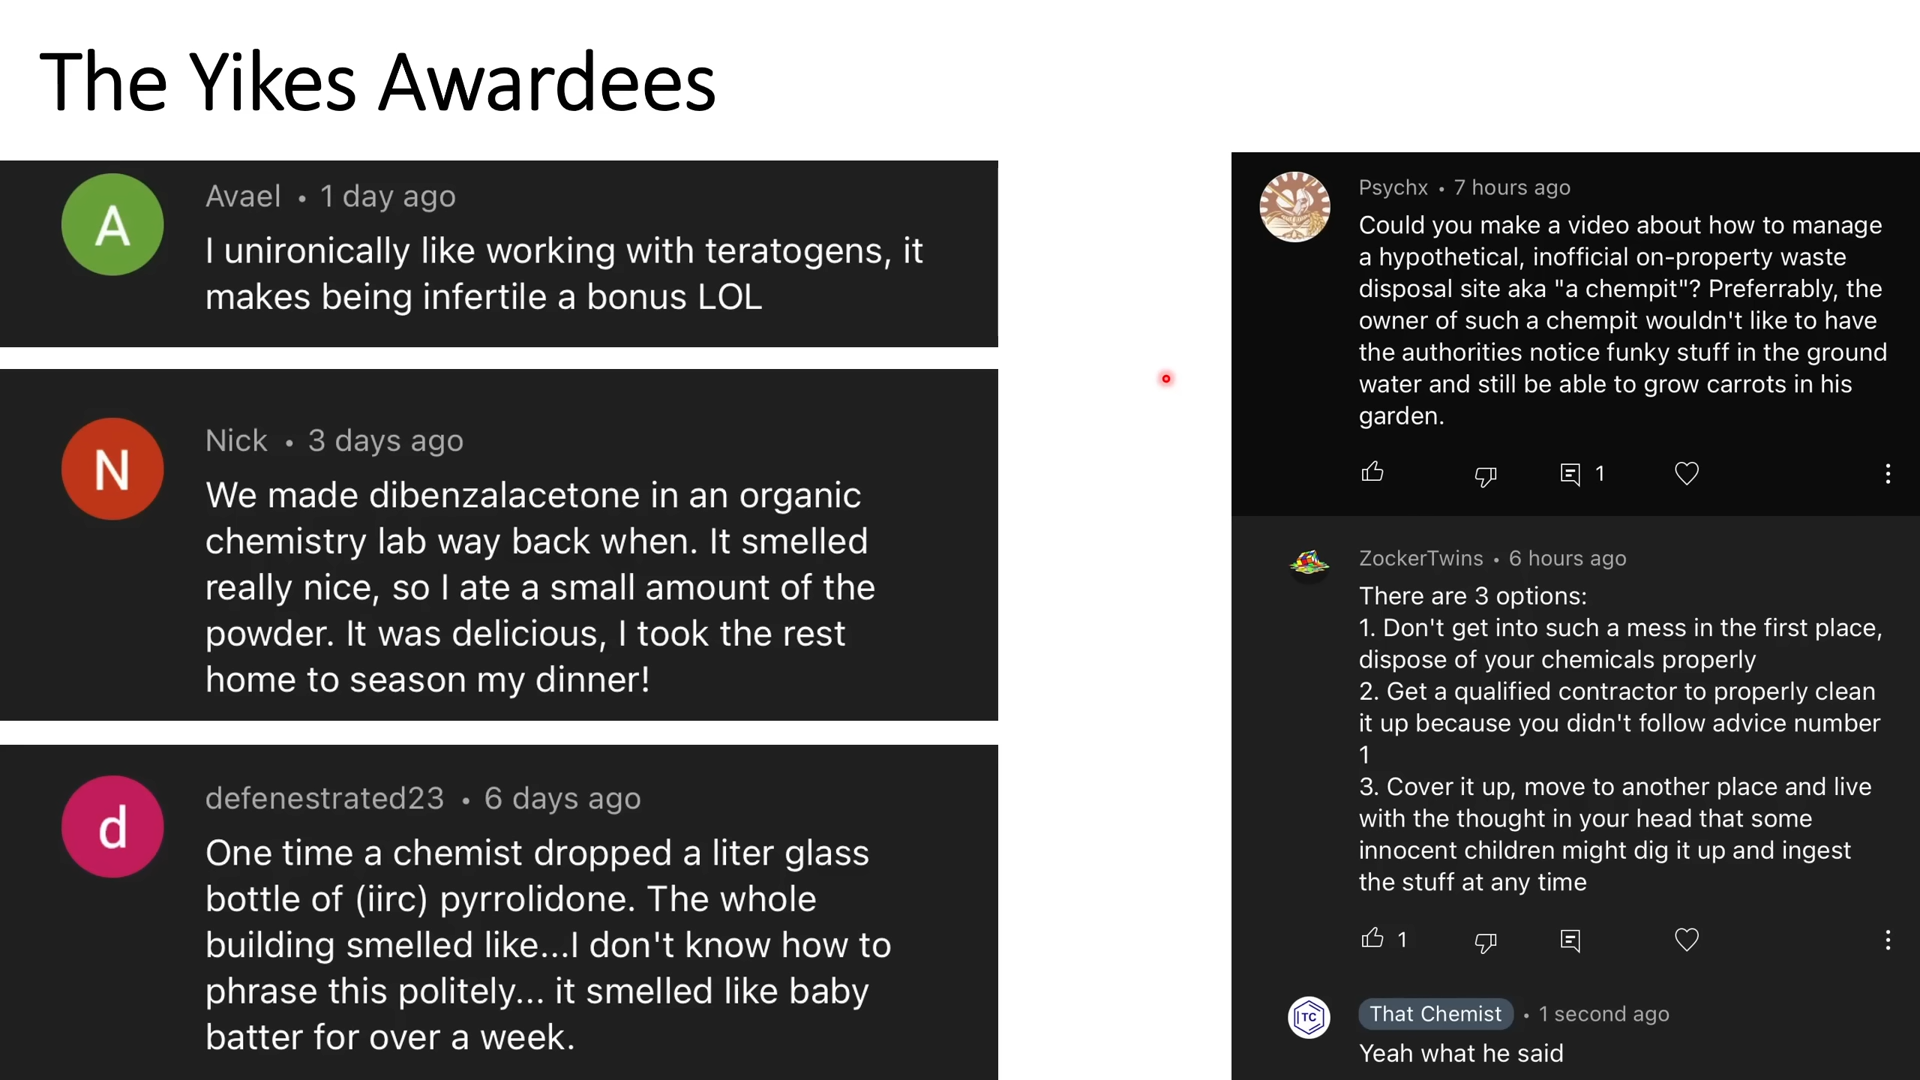 The Yikes Awardees
A
Avael • 1 day ago
I unironically like working with teratogens, it
makes being infertile a bonus LOL
N
Nick • 3 days ago
We made dibenzalacetone in an organic
chemistry lab way back when. It smelled
really nice, so I ate a small amount of the
powder. It was delicious, I took the rest
home to season my dinner!
d
defenestrated23 • 6 days ago
One time a chemist dropped a liter glass
bottle of (iirc) pyrrolidone. The whole
building smelled like...I don't know how to
phrase this politely... it smelled like baby
batter for over a week.
Psychx • 7 hours ago
Could you make a video about how to manage
a hypothetical, inofficial on-property waste
disposal site aka "a chempit"? Preferrably, the
owner of such a chempit wouldn't like to have
the authorities notice funky stuff in the ground
water and still be able to grow carrots in his
garden.
1
ZockerTwins • 6 hours ago
There are 3 options:
1. Don't get into such a mess in the first place,
dispose of your chemicals properly
2. Get a qualified contractor to properly clean
it up because you didn't follow advice number
1
3. Cover it up, move to another place and live
with the thought in your head that some
innocent children might dig it up and ingest
the stuff at any time
1
TC
That Chemist • 1 second ago
Yeah what he said